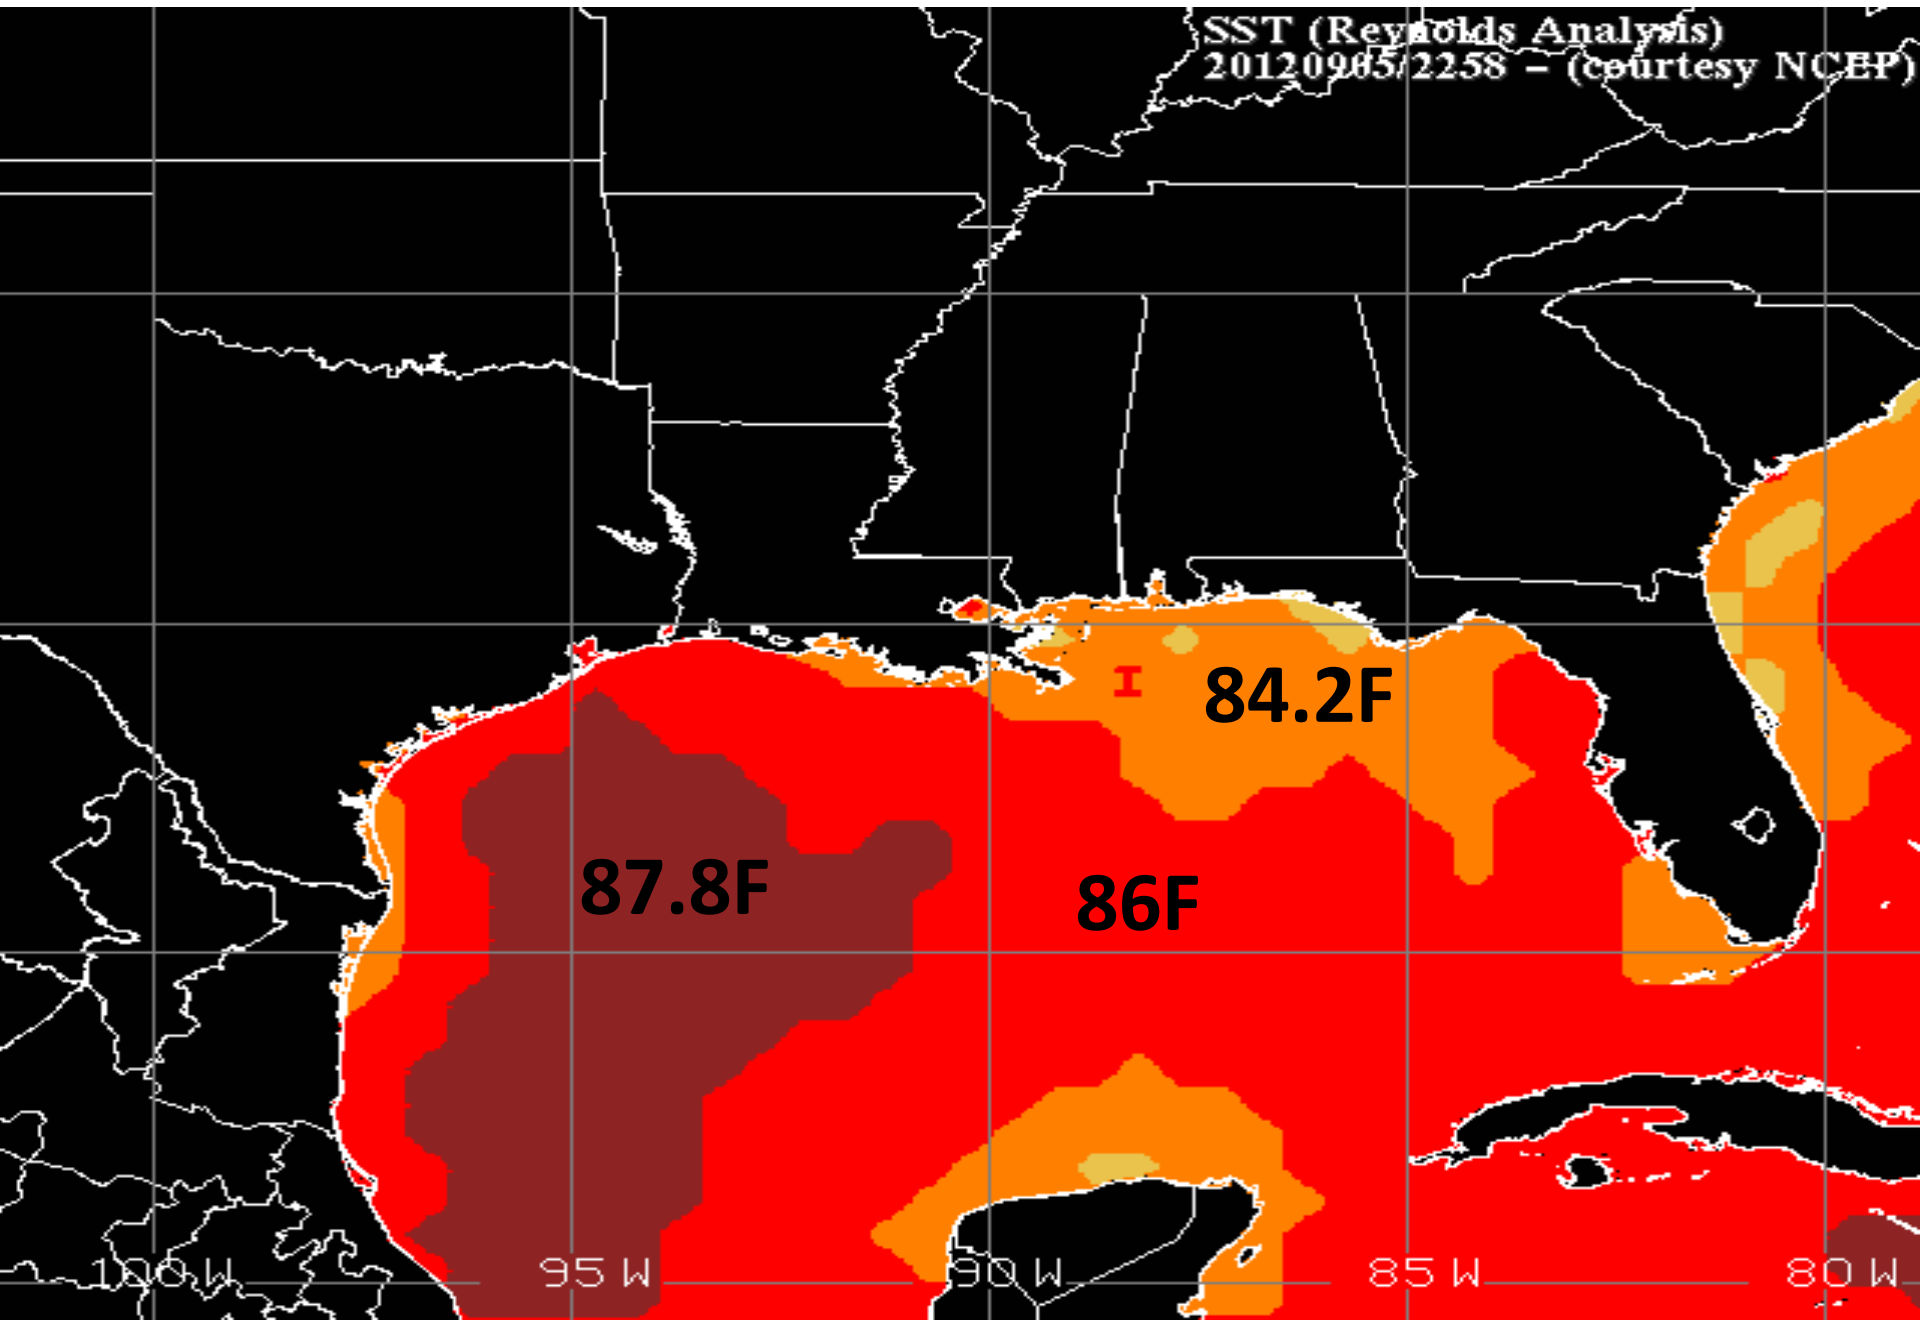 SST (Reynolds Analysis)
20120905/2258 – (courtesy NCEP)
I
84.2F
87.8F
86F
100 W 95 W 90 W 85 W 80 W